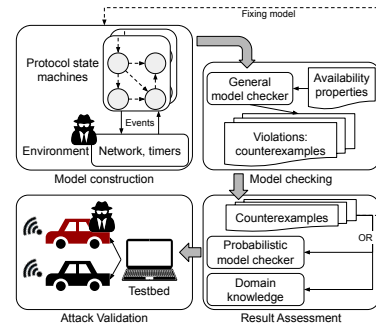 Fixing model
Protocol state
machines
Events
Environment
Network, timers
Model construction
General
model checker
Availability
properties
Violations:
counterexamples
Model checking
Counterexamples
OR
Probabilistic
model checker
Domain
knowledge
Result Assessment
Testbed
Attack Validation